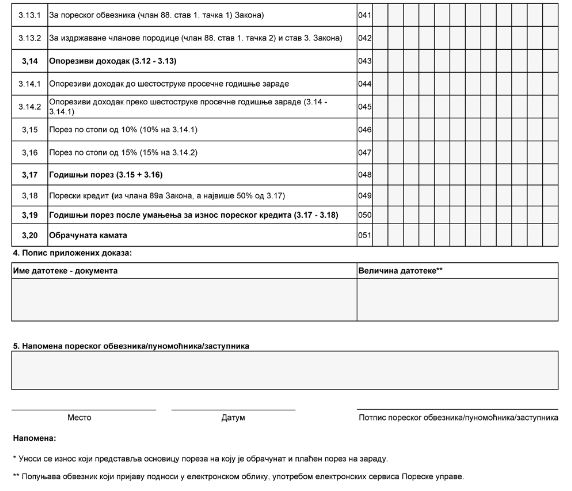 3.13.1 За пореског обвезника (члан 88. став 1. тачка 1) Закона) 041
3.13.2 За издржаване чланове породице (члан 88. став 1. тачка 2) и став 3. Закона) 042
3,14 Опорезиви доходак (3.12 - 3.13) 043
3.14.1 Опорезиви доходак до шестоструке просечне годишње зараде 044
3.14.2 Опорезиви доходак преко шестоструке просечне годишње зараде (3.14 - 045
3.14.1)
3,15 Порез по стопи од 10% (10% на 3.14.1) 046
3,16 Порез по стопи од 15% (15% на 3.14.2) 047
3,17 Годишњи порез (3.15 + 3.16) 048
3,18 Порески кредит (из члана 89а Закона, а највише 50% од 3.17) 049
3,19 Годишњи порез после умањења за износ пореског кредита (3.17 - 3.18) 050
3,20 Обрачуната камата 051
4. Попис приложених доказа:
Име датотеке - документа Величина датотеке**
5. Напомена пореског обвезника/пуномоћника/заступника
Место Датум Потпис пореског обвезника/пуномоћника/заступника
Напомена:
* Уноси се износ који представља основицу пореза на коју је обрачунат и плаћен порез на зараду.
** Попуњава обвезник који пријаву подноси у електронском облику, употребом електронских сервиса Пореске управе.